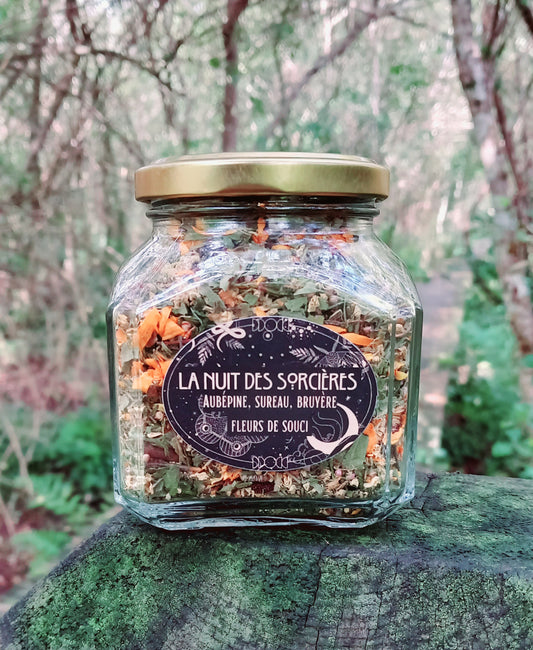 LA NUIT DES SORCIÈRES
AUBÉPINE, SUREAU, BRUYÈRE
FLEURS DE SOUCI